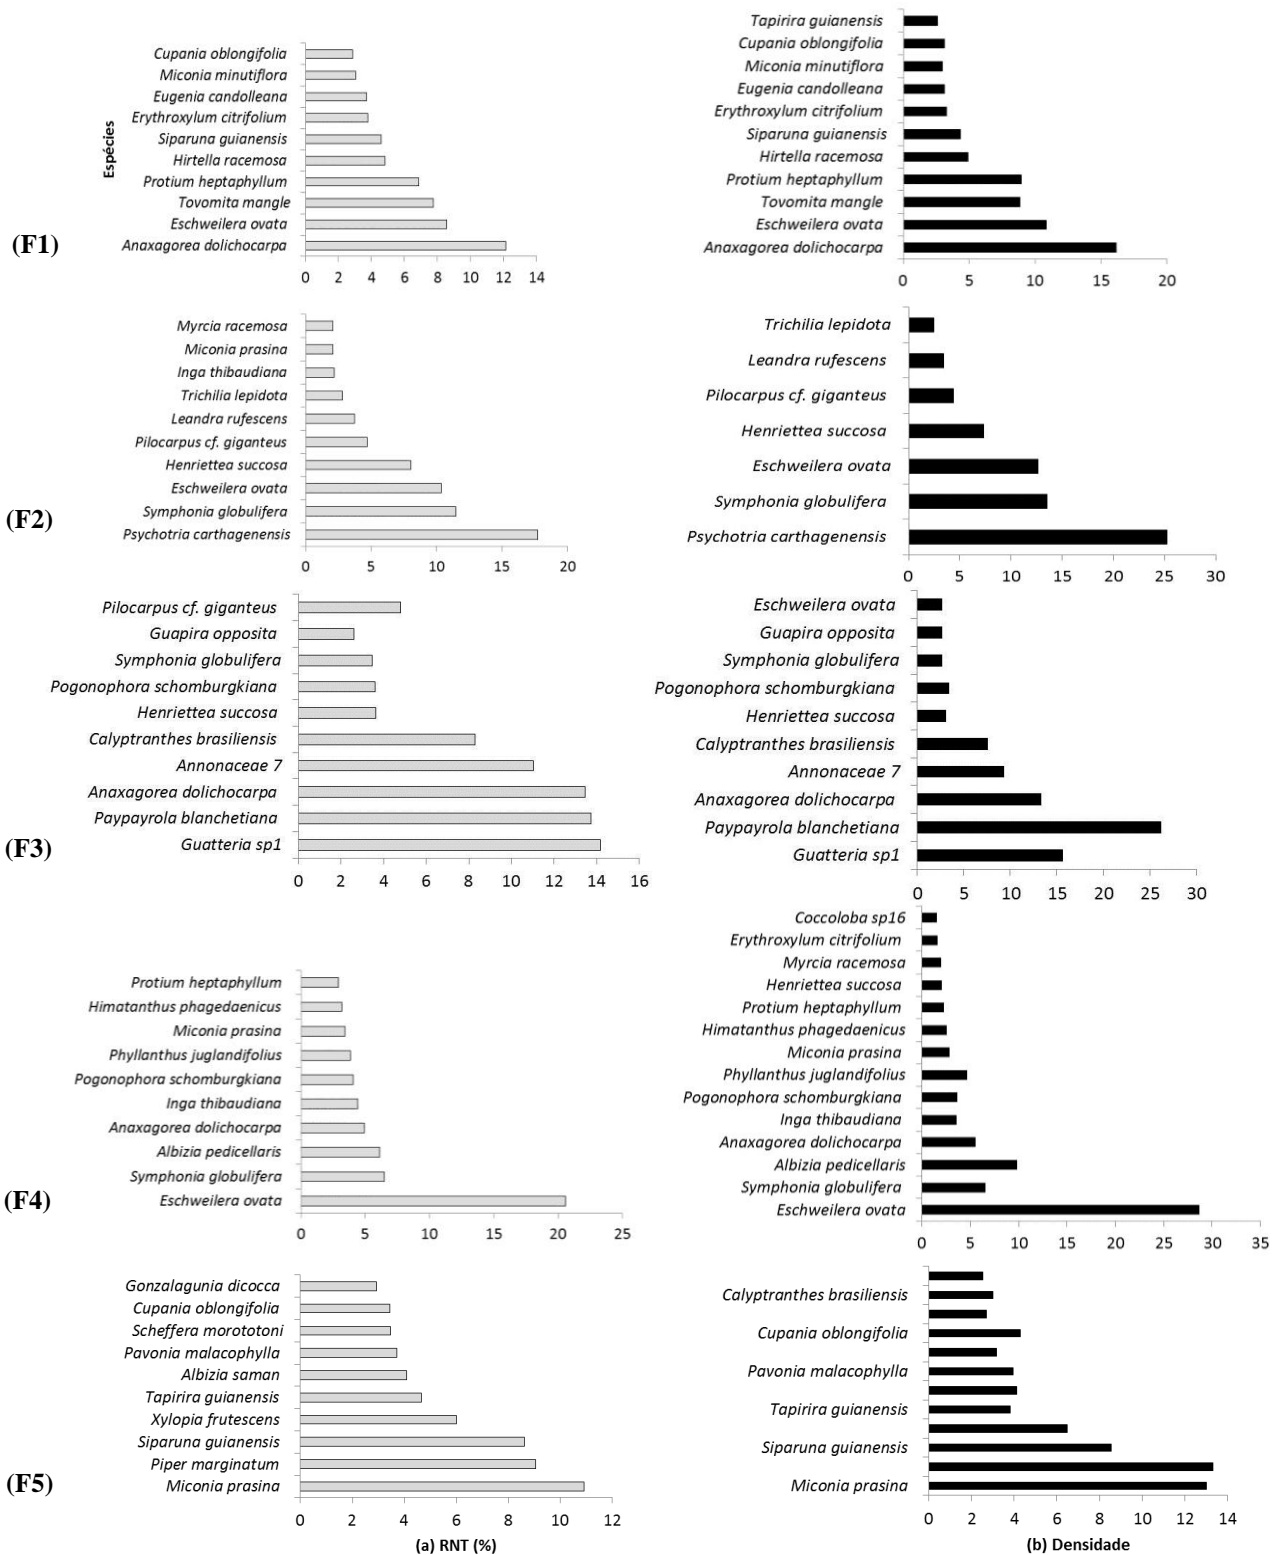 Espécies
(F1)
Cupania oblongifolia
Miconia minutiflora
Eugenia candolleana
Erythroxylum citrifolium
Siparuna guianensis
Hirtella racemosa
Protium heptaphyllum
Tovomita mangle
Eschweilera ovata
Anaxagorea dolichocarpa
0 2 4 6 8 10 12 14
Tapirira guianensis
Cupania oblongifolia
Miconia minutiflora
Eugenia candolleana
Erythroxylum citrifolium
Siparuna guianensis
Hirtella racemosa
Protium heptaphyllum
Tovomita mangle
Eschweilera ovata
Anaxagorea dolichocarpa
0 5 10 15 20
(F2)
Myrcia racemosa
Miconia prasina
Inga thibaudiana
Trichilia lepidota
Leandra rufescens
Pilocarpus cf. giganteus
Henriettea succosa
Eschweilera ovata
Symphonia globulifera
Psychotria carthagenensis
0 5 10 15 20
Trichilia lepidota
Leandra rufescens
Pilocarpus cf. giganteus
Henriettea succosa
Eschweilera ovata
Symphonia globulifera
Psychotria carthagenensis
0 5 10 15 20 25 30
(F3)
Pilocarpus cf. giganteus
Guapira opposita
Symphonia globulifera
Pogonophora schomburgkiana
Henriettea succosa
Calyptranthes brasiliensis
Annonaceae 7
Anaxagorea dolichocarpa
Paypayrola blanchetiana
Guatteria sp1
0 2 4 6 8 10 12 14 16
Eschweilera ovata
Guapira opposita
Symphonia globulifera
Pogonophora schomburgkiana
Henriettea succosa
Calyptranthes brasiliensis
Annonaceae 7
Anaxagorea dolichocarpa
Paypayrola blanchetiana
Guatteria sp1
0 5 10 15 20 25 30
(F4)
Protium heptaphyllum
Himatanthus phagedaenicus
Miconia prasina
Phyllanthus juglandifolius
Pogonophora schomburgkiana
Inga thibaudiana
Anaxagorea dolichocarpa
Albizia pedicellaris
Symphonia globulifera
Eschweilera ovata
0 5 10 15 20 25
Coccoloba sp16
Erythroxylum citrifolium
Myrcia racemosa
Henriettea succosa
Protium heptaphyllum
Himatanthus phagedaenicus
Miconia prasina
Phyllanthus juglandifolius
Pogonophora schomburgkiana
Inga thibaudiana
Anaxagorea dolichocarpa
Albizia pedicellaris
Symphonia globulifera
Eschweilera ovata
0 5 10 15 20 25 30 35
(F5)
Gonzalagunia dicocca
Cupania oblongifolia
Scheffera morototoni
Pavonia malacophylla
Albizia saman
Tapirira guianensis
Xylopia frutescens
Siparuna guianensis
Piper marginatum
Miconia prasina
0 2 4 6 8 10 12
(a) RNT (%)
Calyptranthes brasiliensis
Cupania oblongifolia
Pavonia malacophylla
Tapirira guianensis
Siparuna guianensis
Miconia prasina
0 2 4 6 8 10 12 14
(b) Densidade